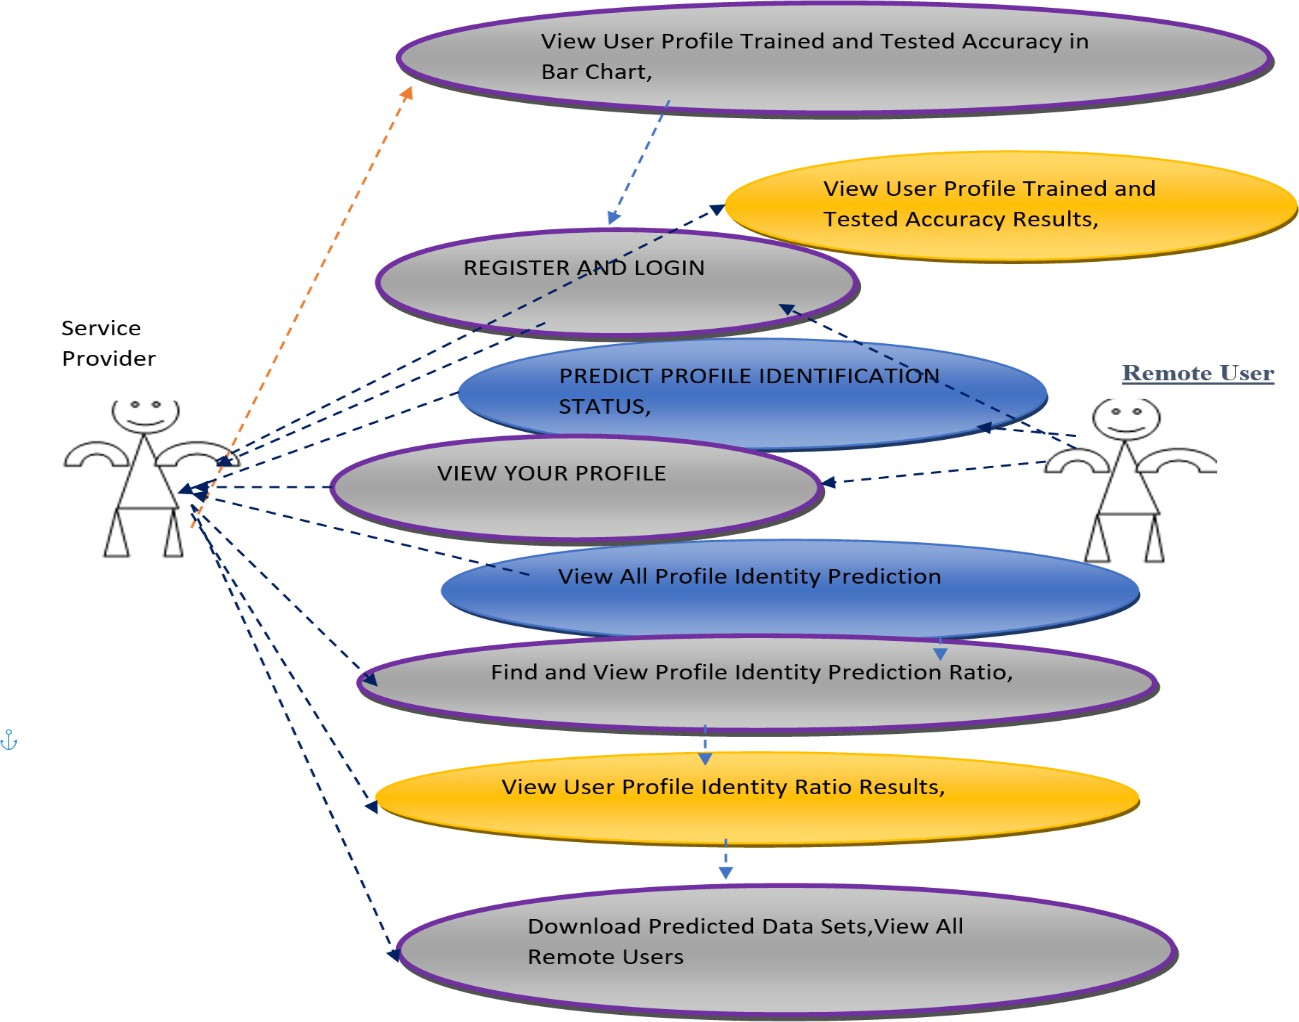 View User Profile Trained and Tested Accuracy in
Bar Chart,
View User Profile Trained and
Tested Accuracy Results,
REGISTER AND LOGIN
Service
Provider
PREDICT PROFILE IDENTIFICATION
STATUS,
Remote User
VIEW YOUR PROFILE
View All Profile Identity Prediction
Find and View Profile Identity Prediction Ratio,
View User Profile Identity Ratio Results,
Download Predicted Data Sets,View All
Remote Users